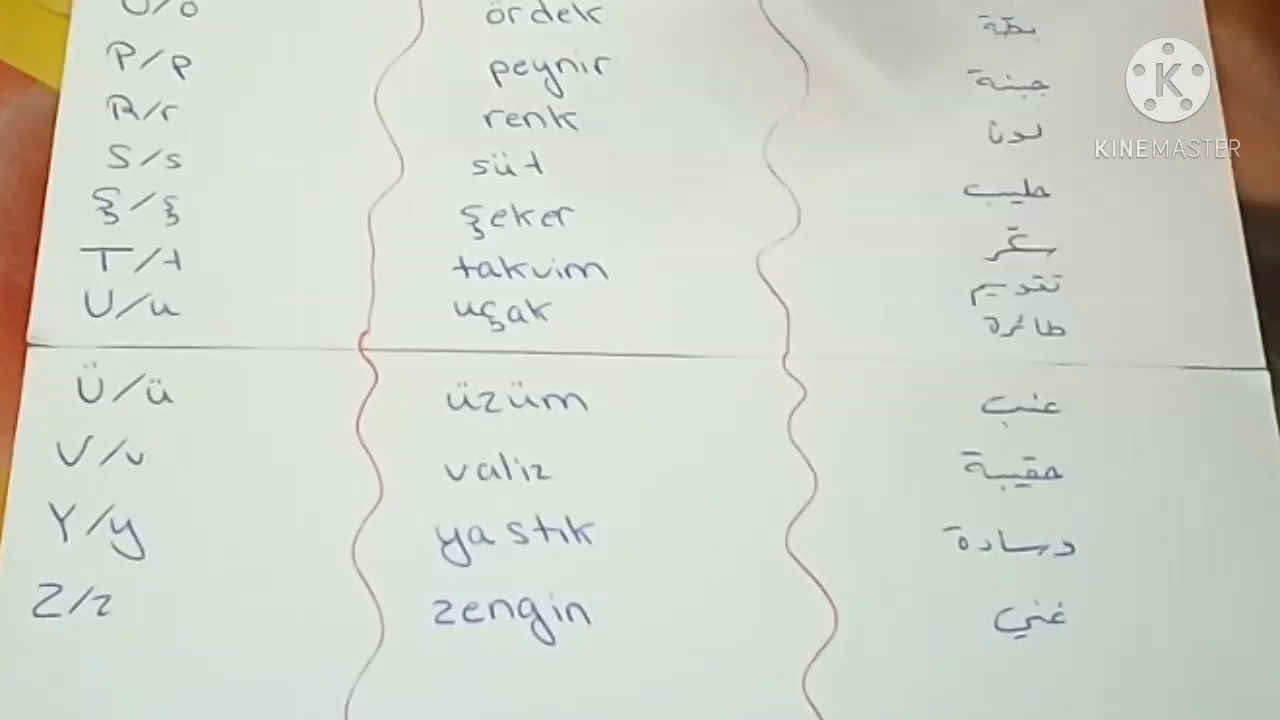 Ö/ö ördek بطة
P/p peynir جبنة
R/r renk لون
S/s süt حليب
Ş/ş şeker سكر
T/t takvim تقويم
U/u uçak طائرة
Ü/ü üzüm عنب
V/v valiz حقيبة
Y/y yastık وسادة
Z/z zengin غني
K
KINEMASTER